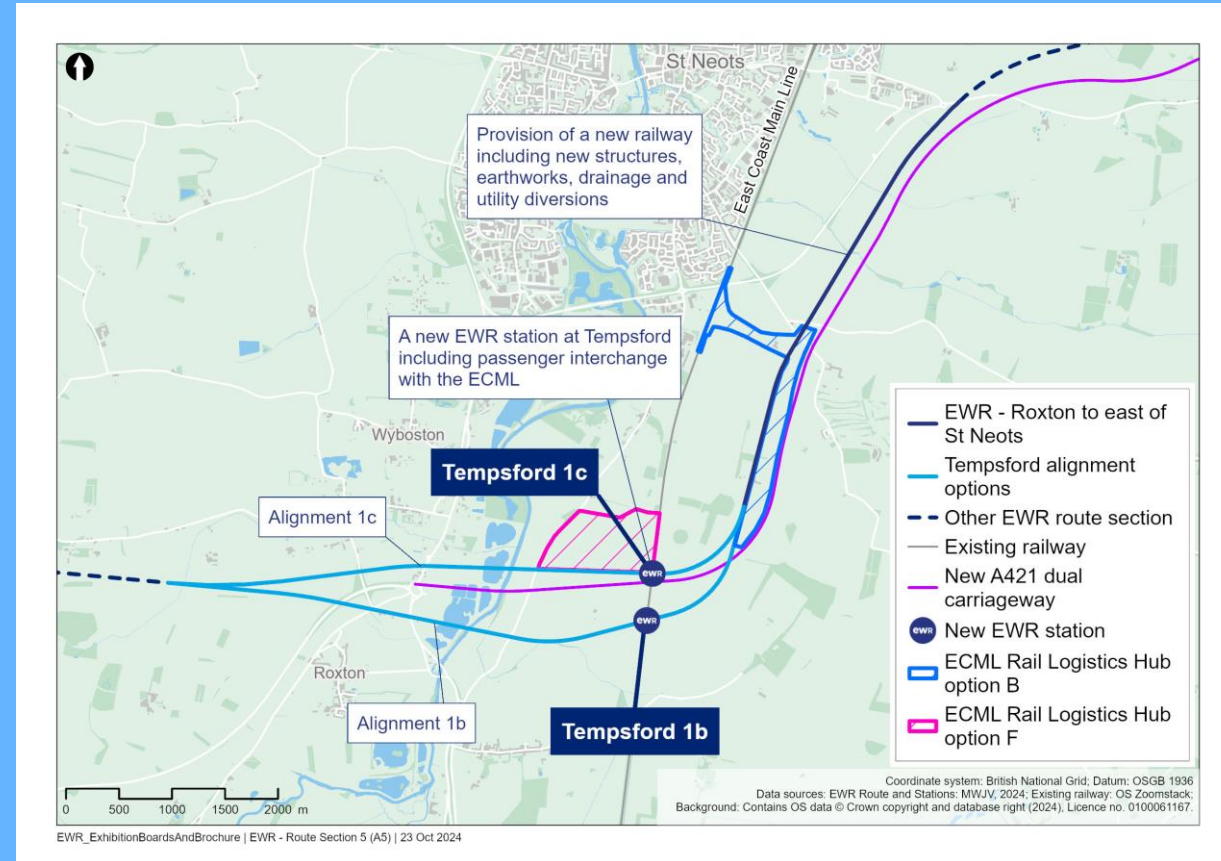 St Neots
East Coast Main Line
Provision of a new railway
including new structures,
earthworks, drainage and
utility diversions
A new EWR station at Tempsford
including passenger interchange
with the ECML
Wyboston
Tempsford 1c
Alignment 1c
ewr
ewr
Roxton
Alignment 1b
Tempsford 1b
EWR - Roxton to east of
St Neots
Tempsford alignment
options
Other EWR route section
Existing railway
New A421 dual
carriageway
ewr New EWR station
ECML Rail Logistics Hub
option B
ECML Rail Logistics Hub
option F
0 500 1000 1500 2000 m
Coordinate system: British National Grid; Datum: OSGB 1936
Data sources: EWR Route and Stations: MWJV, 2024; Existing railway: OS Zoomstack;
Background: Contains OS data © Crown copyright and database right (2024), Licence no. 0100061167.
EWR_ExhibitionBoardsAndBrochure | EWR - Route Section 5 (A5) | 23 Oct 2024